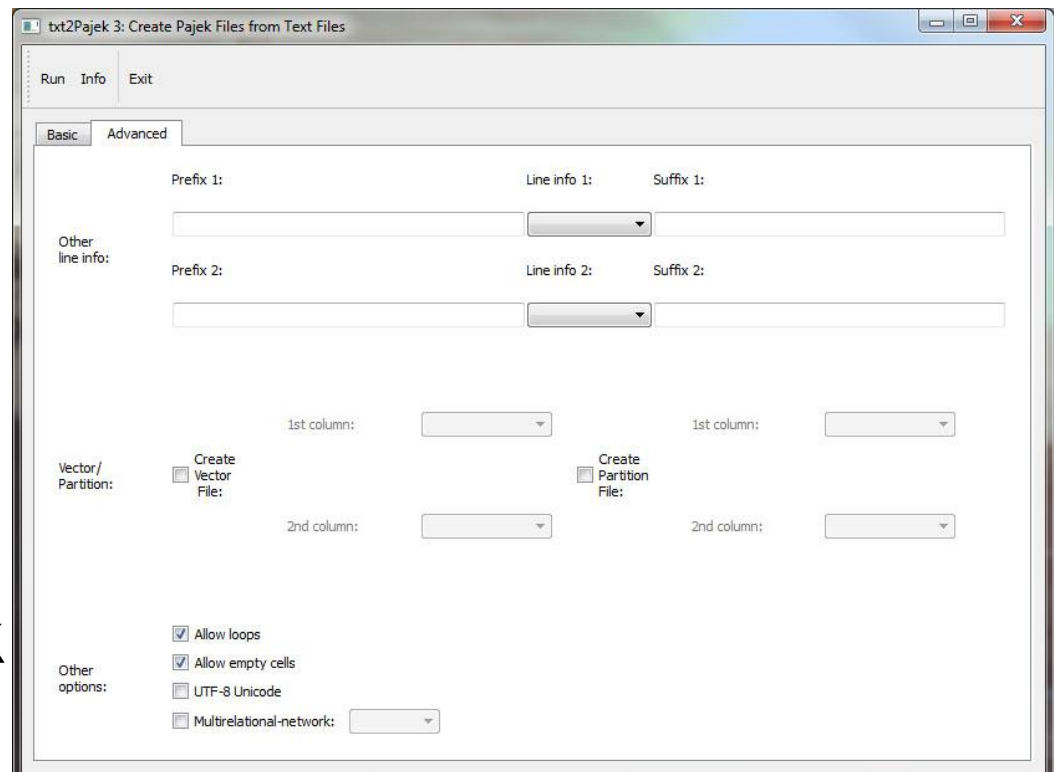 txt2Pajek 3: Create Pajek Files from Text Files
Run Info Exit
Basic Advanced
Prefix 1: Line info 1: Suffix 1:
Other
line info:
Prefix 2: Line info 2: Suffix 2:
1st column: 1st column:
Vector/
Partition:
Create
Vector
File:
Create
Partition
File:
2nd column: 2nd column:
Other
options:
Allow loops
Allow empty cells
UTF-8 Unicode
Multirelational-network: